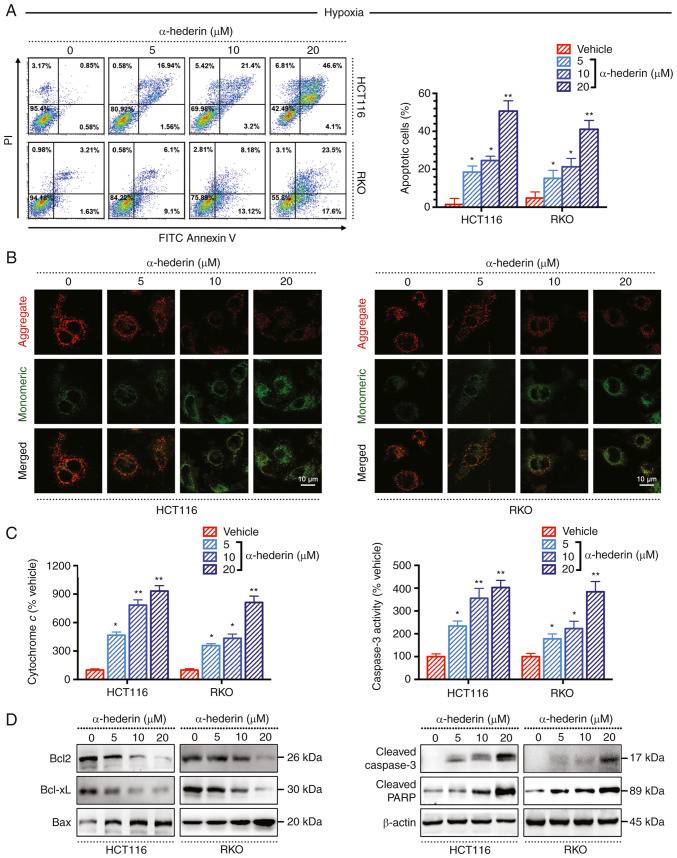 A
Hypoxia
α-hederin (μM)
0 5 10 20
3.17% 0.85% 0.58% 16.94% 5.42% 21.4% 6.81% 46.6%
HCT116
95.4% 80.92% 69.98% 42.49%
0.58% 1.56% 3.2% 4.1%
PI
0.98% 3.21% 0.58% 6.1% 2.81% 8.18% 3.1% 23.5%
RKO
84.22% 75.89%
1.63% 9.1% 13.12% 17.6%
FITC Annexin V
Vehicle
5
10 α-hederin (μM)
20
Apoptotic cells (%)
60
40
20
0
* * ** * * **
HCT116 RKO
B
α-hederin (μM)
0 5 10 20
Aggregate
Monomeric
Merged
10 μm
HCT116
α-hederin (μM)
0 5 10 20
Aggregate
Monomeric
Merged
10 μm
RKO
C
Vehicle
5
10 α-hederin (μM)
20
Cytochrome c (% vehicle)
1200
900
600
300
0
* ** ** * * **
HCT116 RKO
Vehicle
5
10 α-hederin (μM)
20
Caspase-3 activity (% vehicle)
500
400
300
200
100
0
* ** ** * * **
HCT116 RKO
D
α-hederin (μM) α-hederin (μM)
0 5 10 20 0 5 10 20
Bcl2 26 kDa
Bcl-xL 30 kDa
Bax 20 kDa
HCT116 RKO
α-hederin (μM) α-hederin (μM)
0 5 10 20 0 5 10 20
Cleaved
caspase-3 17 kDa
Cleaved
PARP 89 kDa
β-actin 45 kDa
HCT116 RKO